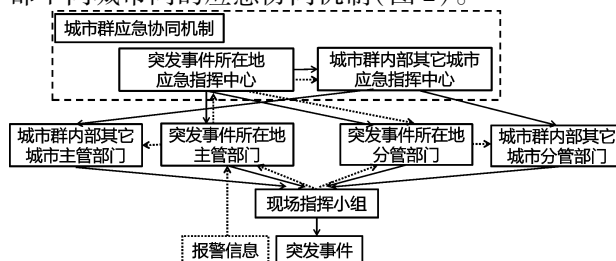 部不同城市间的应急协同机制(图 2)。
城市群应急协同机制
突发事件所在地
应急指挥中心
城市群内部其它城市
应急指挥中心
城市群内部其它
城市主管部门
突发事件所在地
主管部门
突发事件所在地
分管部门
城市群内部其它
城市分管部门
现场指挥小组
报警信息
突发事件